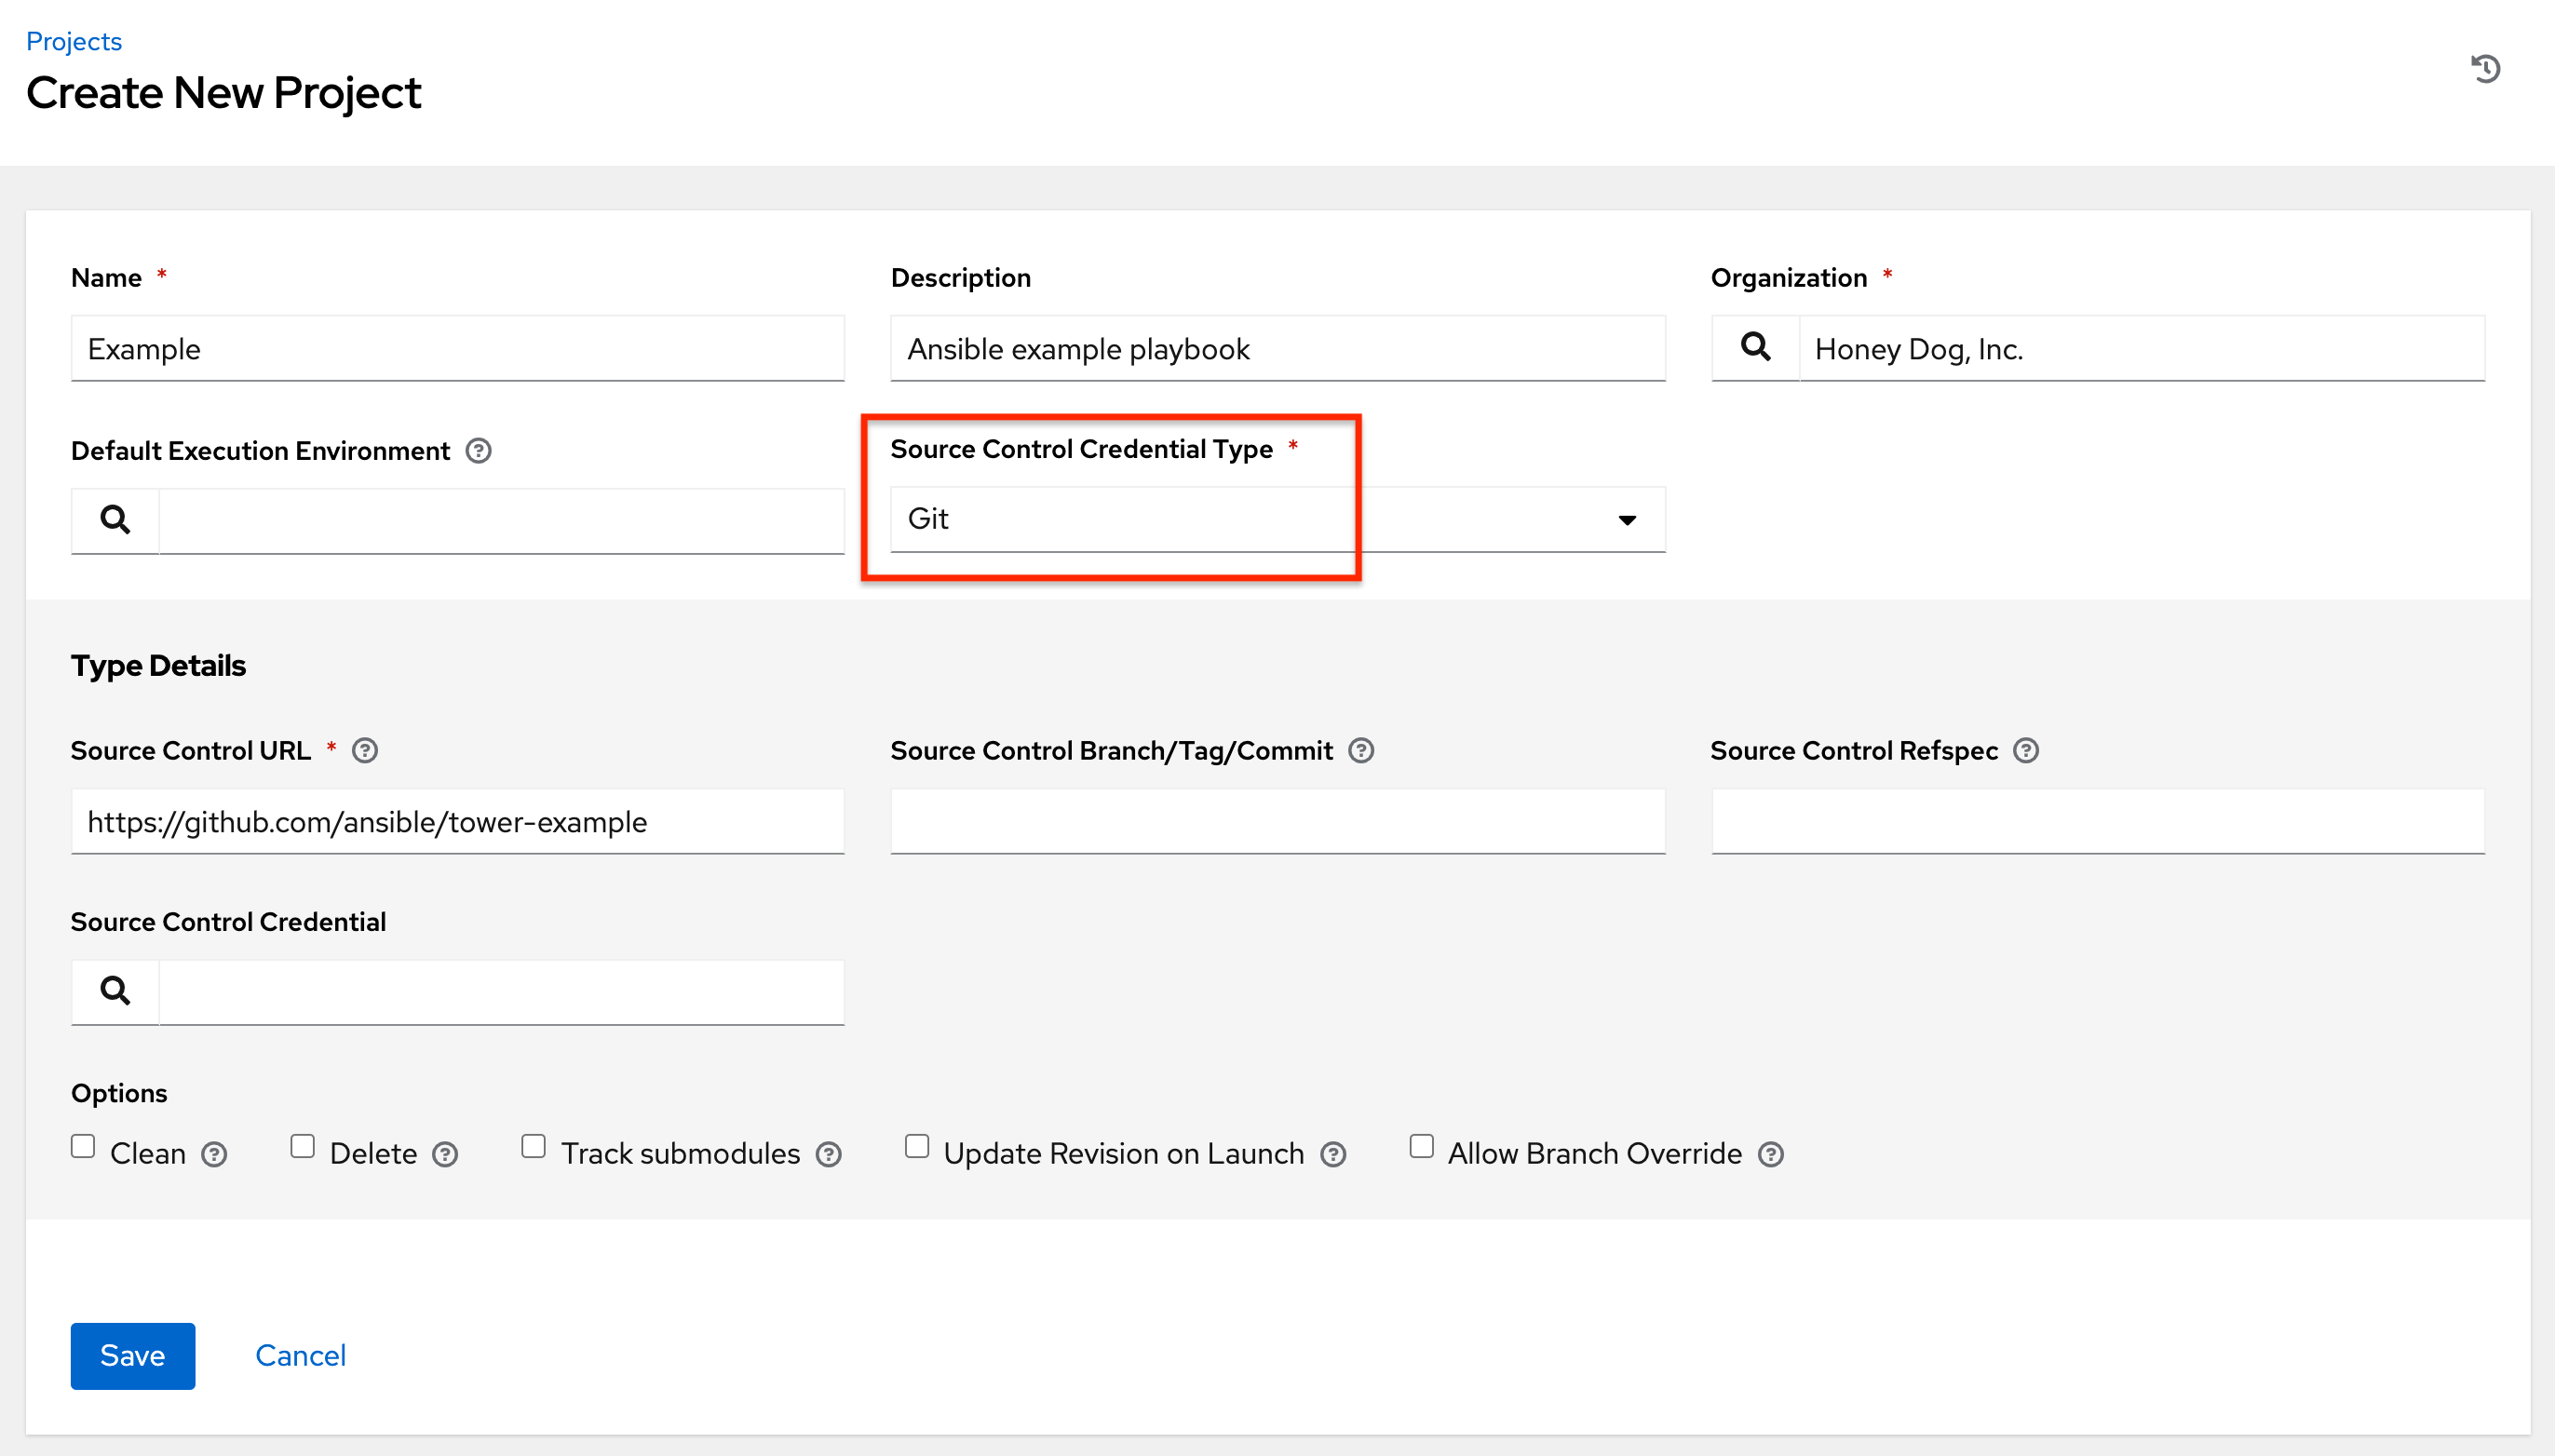 Projects
Create New Project
Name *
Description
Organization *
Example
Ansible example playbook
Honey Dog, Inc.
Default Execution Environment
Source Control Credential Type *
Git
Type Details
Source Control URL *
Source Control Branch/Tag/Commit
Source Control Refspec
https://github.com/ansible/tower-example
Source Control Credential
Options
Clean
Delete
Track submodules
Update Revision on Launch
Allow Branch Override
Save
Cancel